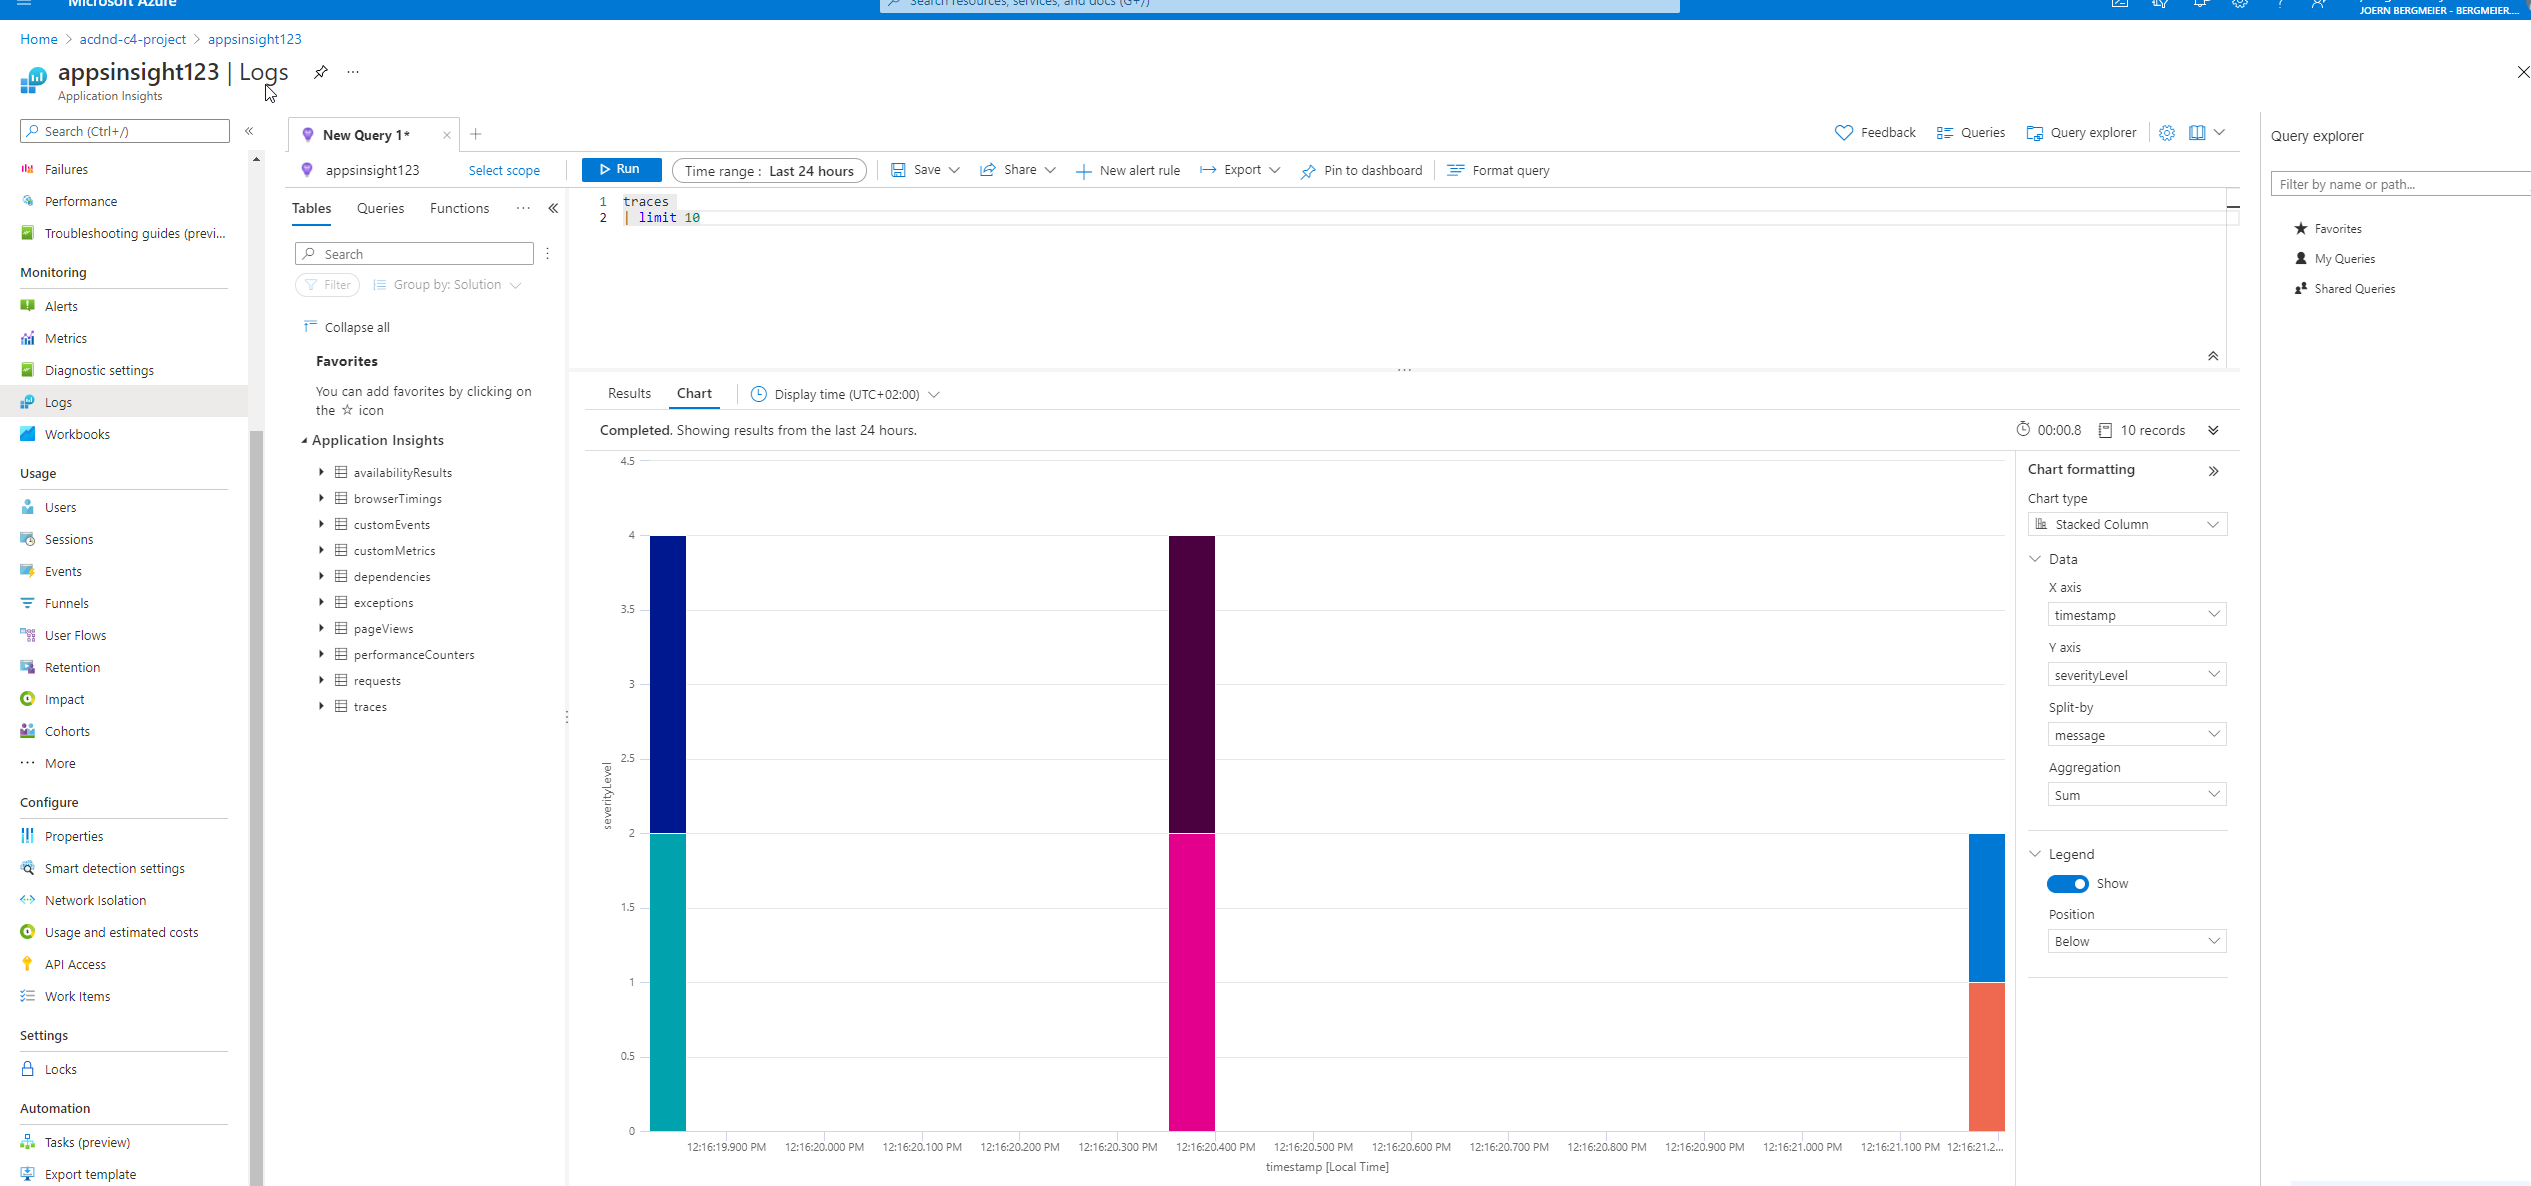 Microsoft Azure
Search resources, services, and docs (G+/)
JOERN BERGMEIER - BERGMEIER....
Home > acdnd-c4-project > appsinsight123
appsinsight123 | Logs ...
Application Insights
Search (Ctrl+/)
Failures
Performance
Troubleshooting guides (previ...
Monitoring
Alerts
Metrics
Diagnostic settings
Logs
Workbooks
Usage
Users
Sessions
Events
Funnels
User Flows
Retention
Impact
Cohorts
More
Configure
Properties
Smart detection settings
Network Isolation
Usage and estimated costs
API Access
Work Items
Settings
Locks
Automation
Tasks (preview)
Export template
New Query 1*
Feedback
Queries
Query explorer
appsinsight123
Select scope
Run
Time range : Last 24 hours
Save
Share
New alert rule
Export
Pin to dashboard
Format query
Tables
Queries
Functions
...
Search
Filter
Group by: Solution
Collapse all
Favorites
You can add favorites by clicking on
the ☆ icon
Application Insights
availabilityResults
browserTimings
customEvents
customMetrics
dependencies
exceptions
pageViews
performanceCounters
requests
traces
1 traces
2 | limit 10
Results
Chart
Display time (UTC+02:00)
Completed. Showing results from the last 24 hours.
00:00.8
10 records
4.5
4
3.5
3
2.5
2
1.5
1
0.5
0
severityLevel
12:16:19.900 PM
12:16:20.000 PM
12:16:20.100 PM
12:16:20.200 PM
12:16:20.300 PM
12:16:20.400 PM
12:16:20.500 PM
12:16:20.600 PM
12:16:20.700 PM
12:16:20.800 PM
12:16:20.900 PM
12:16:21.000 PM
12:16:21.100 PM
12:16:21.2...
timestamp [Local Time]
Chart formatting
Chart type
Stacked Column
Data
X axis
timestamp
Y axis
severityLevel
Split-by
message
Aggregation
Sum
Legend
Show
Position
Below
Query explorer
Filter by name or path...
Favorites
My Queries
Shared Queries